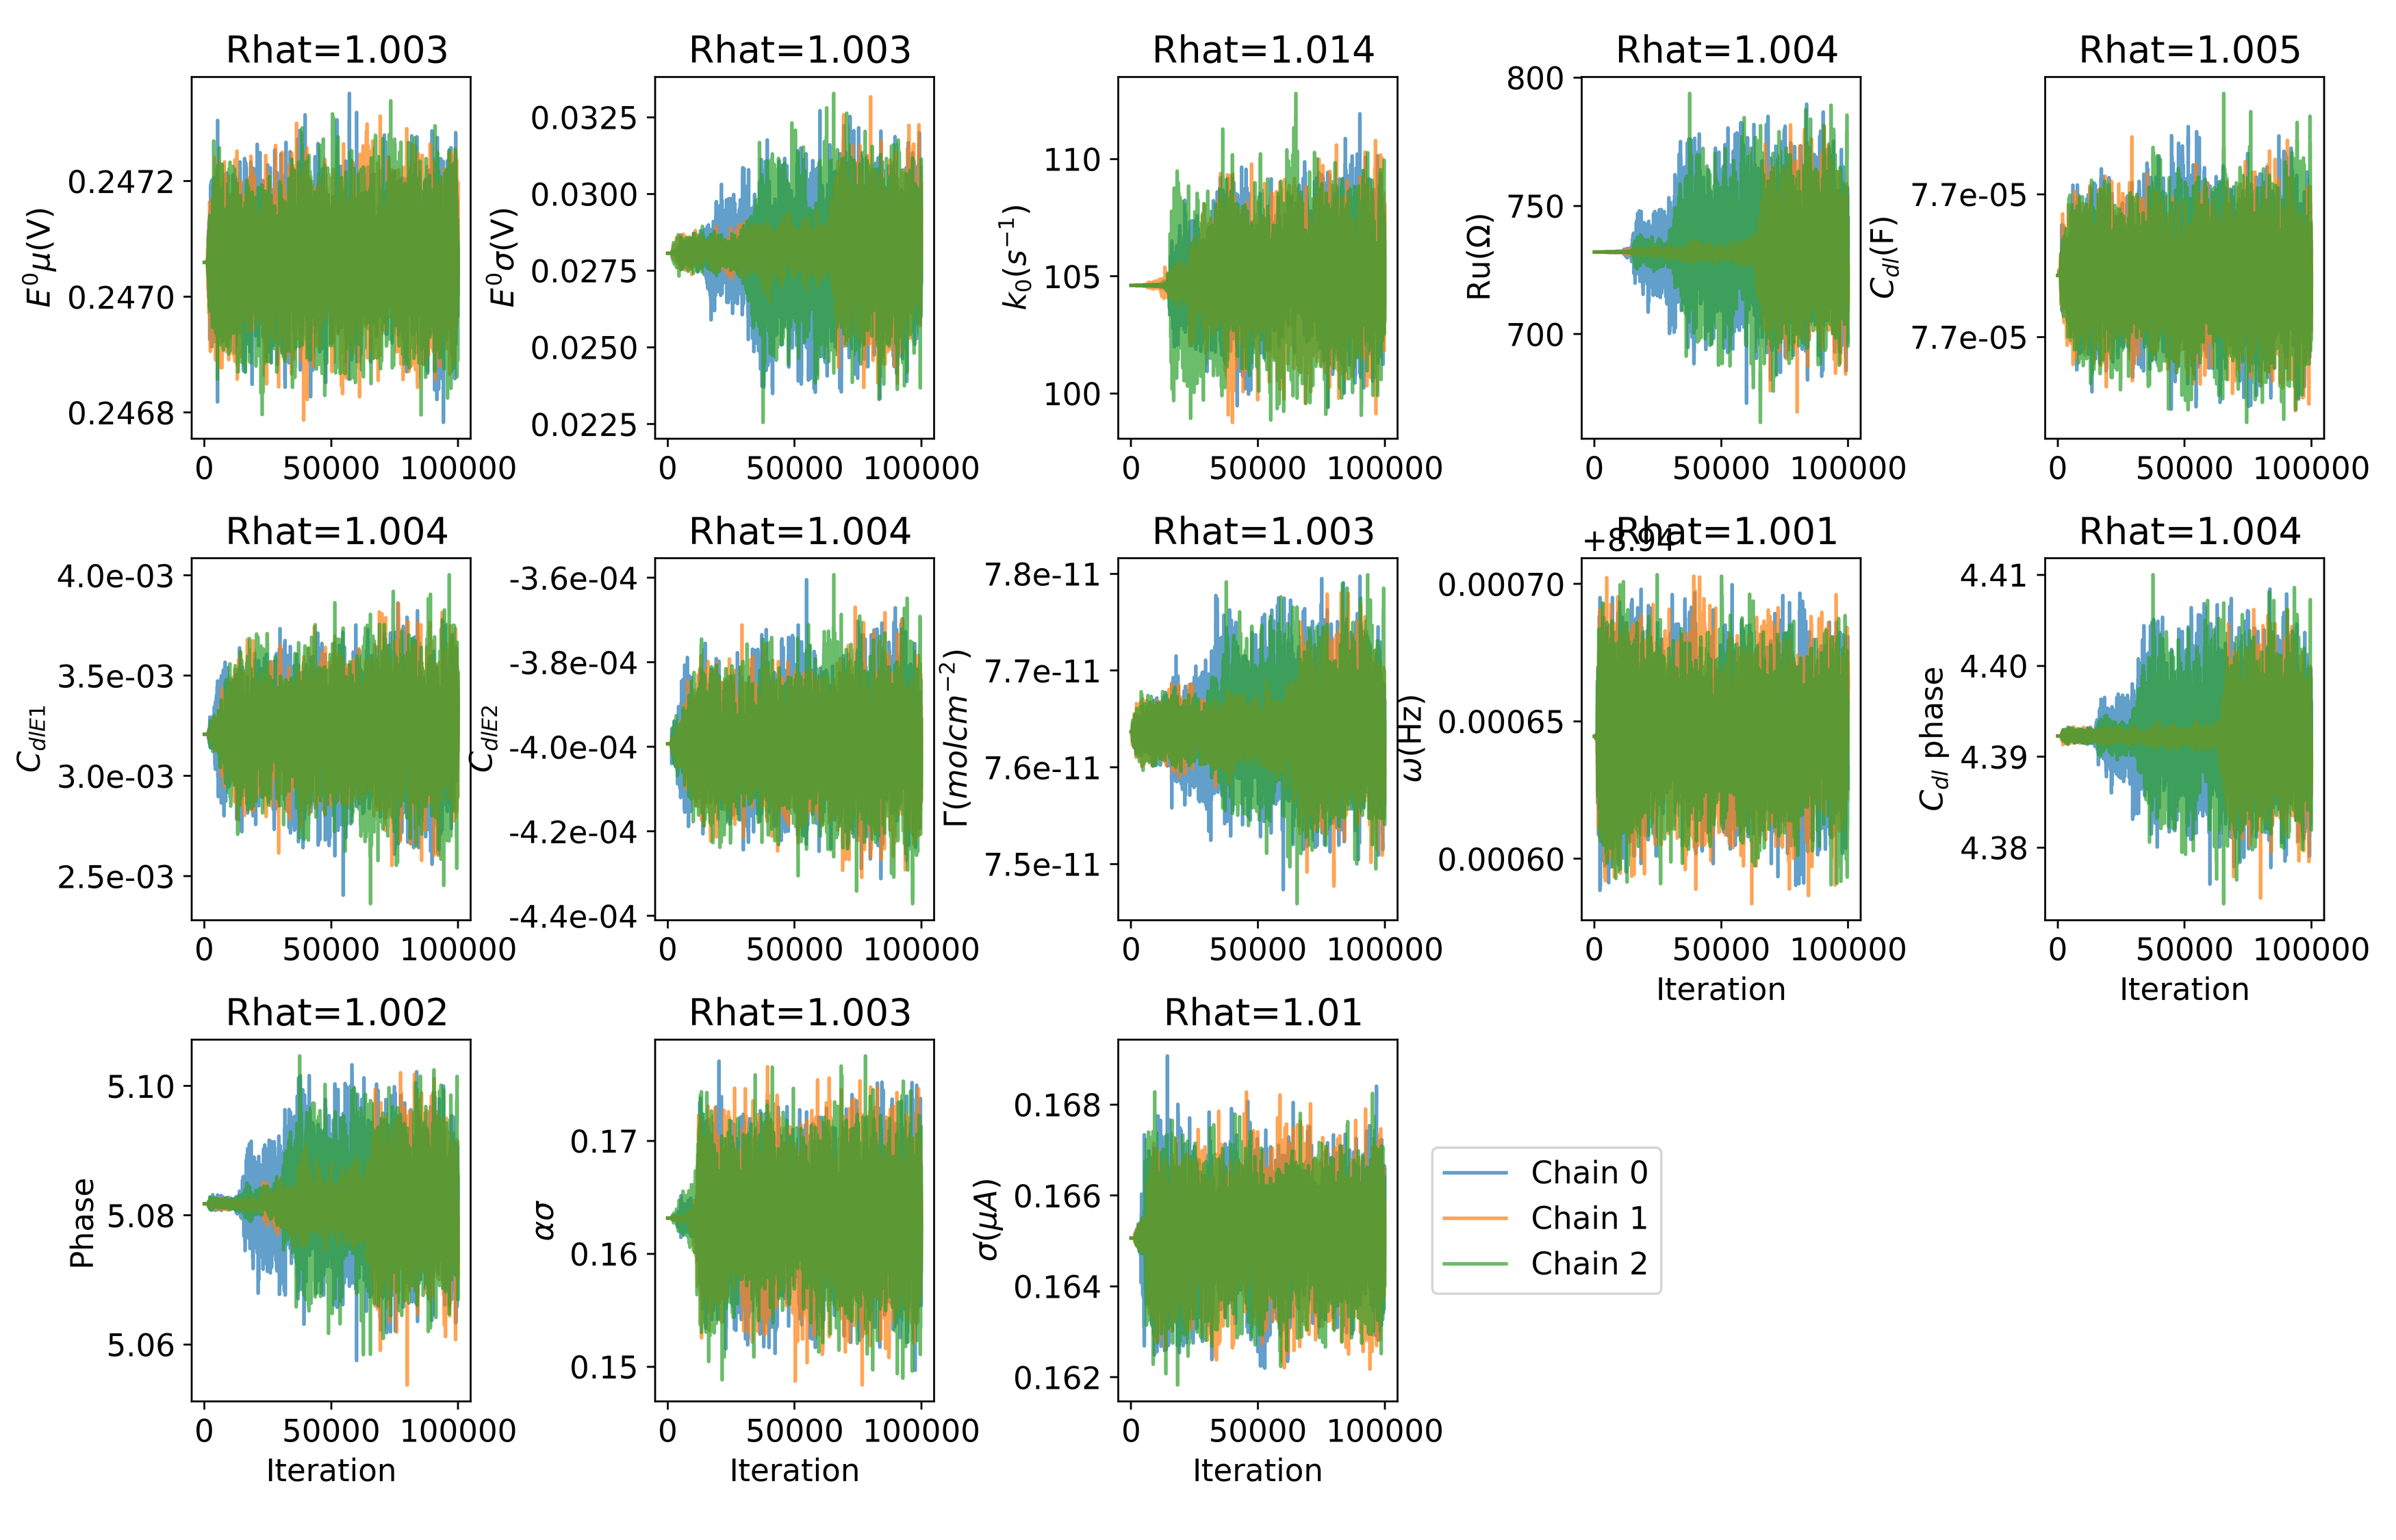 Rhat=1.003
Rhat=1.003
Rhat=1.014
Rhat=1.004
Rhat=1.005
E⁰μ(V)
0.2472
0.2470
0.2468
0 50000 100000
E⁰σ(V)
0.0325
0.0300
0.0275
0.0250
0.0225
0 50000 100000
k₀(s⁻¹)
110
105
100
0 50000 100000
Ru(Ω)
800
750
700
0 50000 100000
C_dl(F)
7.7e-05
7.7e-05
0 50000 100000
Rhat=1.004
Rhat=1.004
Rhat=1.003
Rhat=1.001
Rhat=1.004
C_dlE1
4.0e-03
3.5e-03
3.0e-03
2.5e-03
0 50000 100000
C_dlE2
-3.6e-04
-3.8e-04
-4.0e-04
-4.2e-04
-4.4e-04
0 50000 100000
Γ(molcm⁻²)
7.8e-11
7.7e-11
7.6e-11
7.5e-11
0 50000 100000
ω(Hz)
+8.94
0.00070
0.00065
0.00060
0 50000 100000
Iteration
C_dl phase
4.41
4.40
4.39
4.38
0 50000 100000
Iteration
Rhat=1.002
Rhat=1.003
Rhat=1.01
Phase
5.10
5.08
5.06
0 50000 100000
Iteration
ασ
0.17
0.16
0.15
0 50000 100000
Iteration
σ(μA)
0.168
0.166
0.164
0.162
0 50000 100000
Iteration
Chain 0
Chain 1
Chain 2